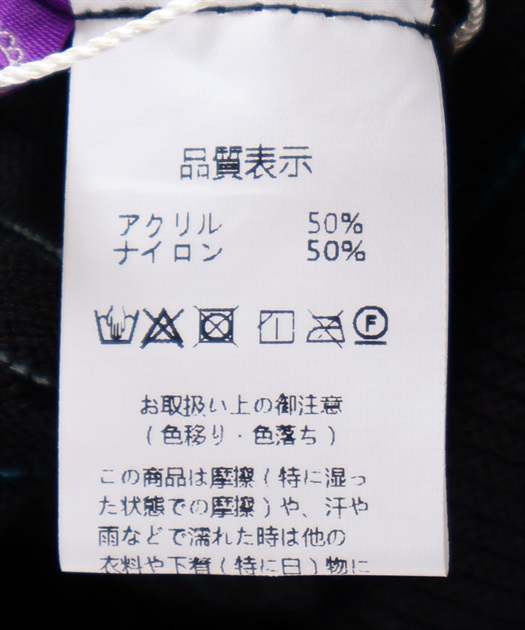 品質表示
アクリル 50%
ナイロン 50%
F
お取扱い上の御注意
(色移り・色落ち)
この商品は摩擦(特に湿っ
た状態での摩擦)や、汗や
雨などで濡れた時は他の
衣料や下着(特に白)物に